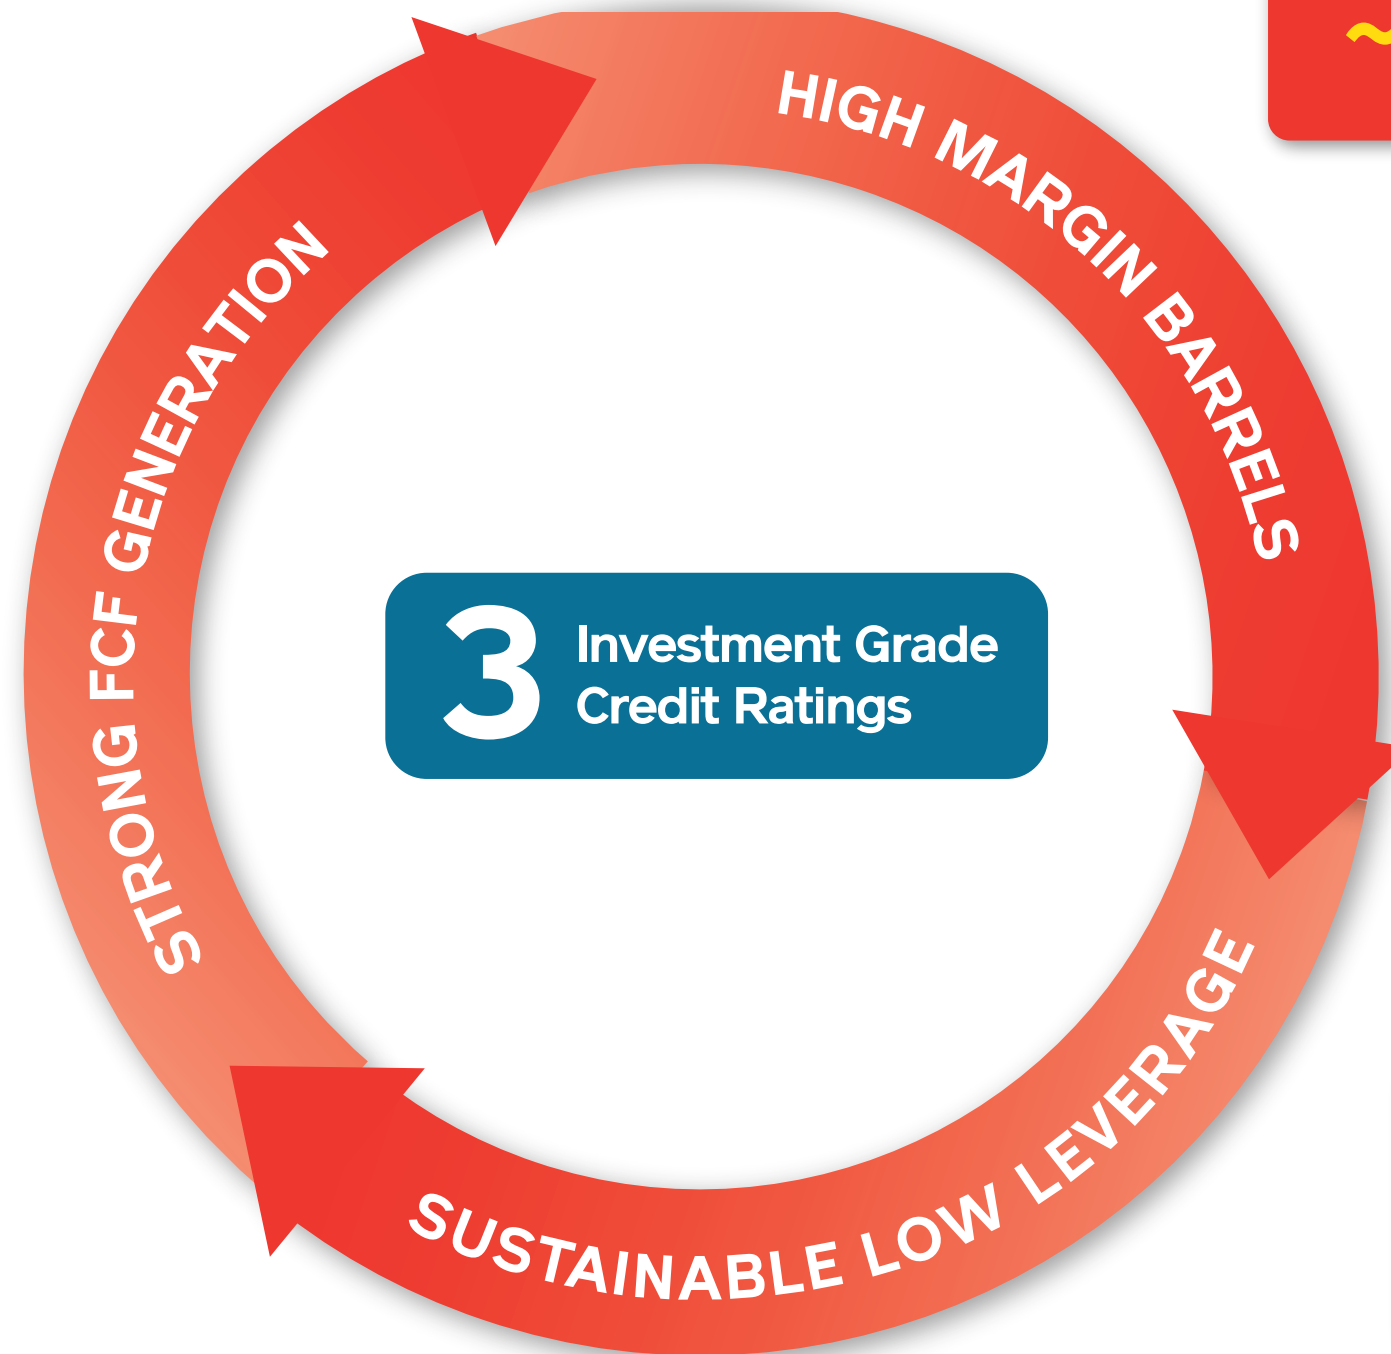 ~
HIGH MARGIN BARRELS
STRONG FCF GENERATION
3
Investment Grade
Credit Ratings
SUSTAINABLE LOW LEVERAGE